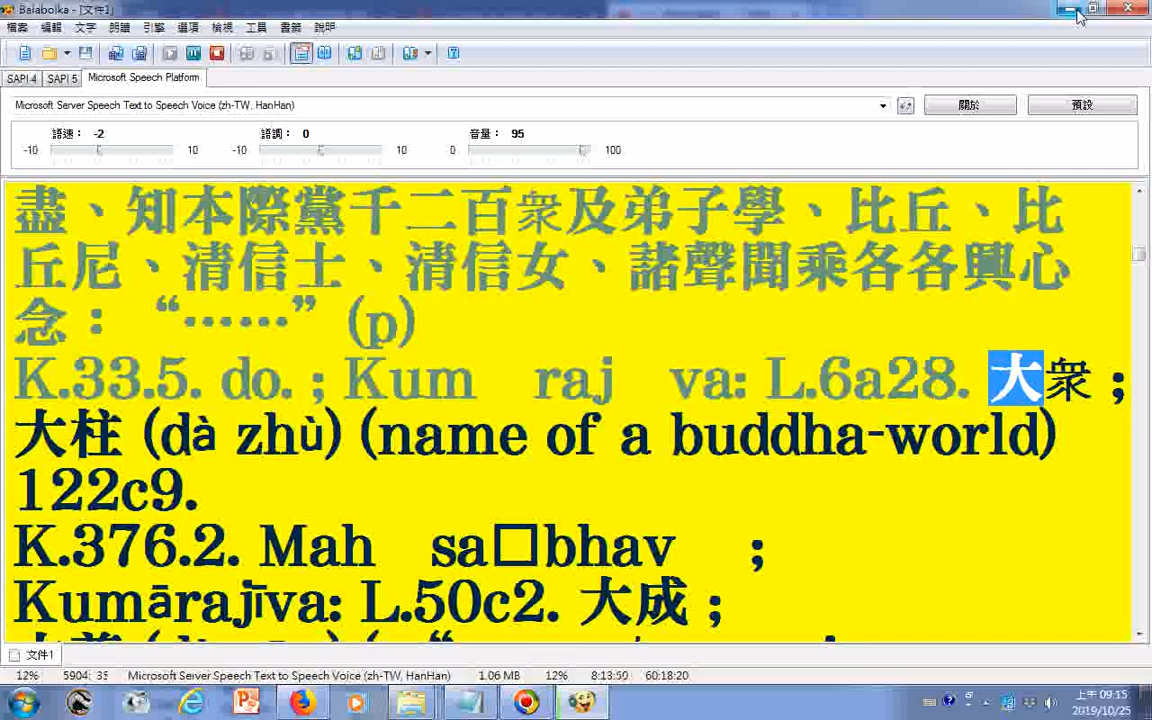 Balabolka - [文件1]
檔案 編輯 文字 朗讀 引擎 選項 檢視 工具 書籤 說明
SAPI 4 SAPI 5 Microsoft Speech Platform
Microsoft Server Speech Text to Speech Voice (zh-TW, HanHan) 關於 預設
語速： -2 語調： 0 音量： 95
-10 10 -10 10 0 100
盡、知本際黨千二百衆及弟子學、比丘、比
丘尼、清信士、清信女、諸聲聞乘各各興心
念：“……” (p)
K.33.5. do. ; Kum raj va: L.6a28. 大衆；
大柱 (dà zhù) (name of a buddha-world)
122c9.
K.376.2. Mah sa□bhav ；
Kumārajīva: L.50c2. 大成；
文件1
12% 5904: 35 Microsoft Server Speech Text to Speech Voice (zh-TW, HanHan) 1.06 MB 12% 8:13:50 60:18:20
上午 09:15
2019/10/25